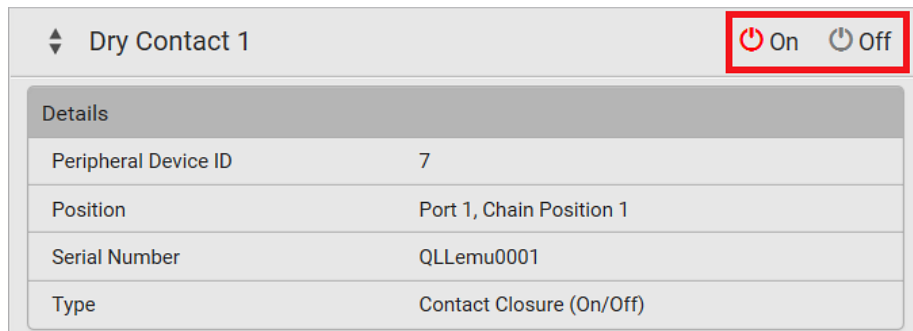 Dry Contact 1 On Off
Details
Peripheral Device ID 7
Position Port 1, Chain Position 1
Serial Number QLLemu0001
Type Contact Closure (On/Off)